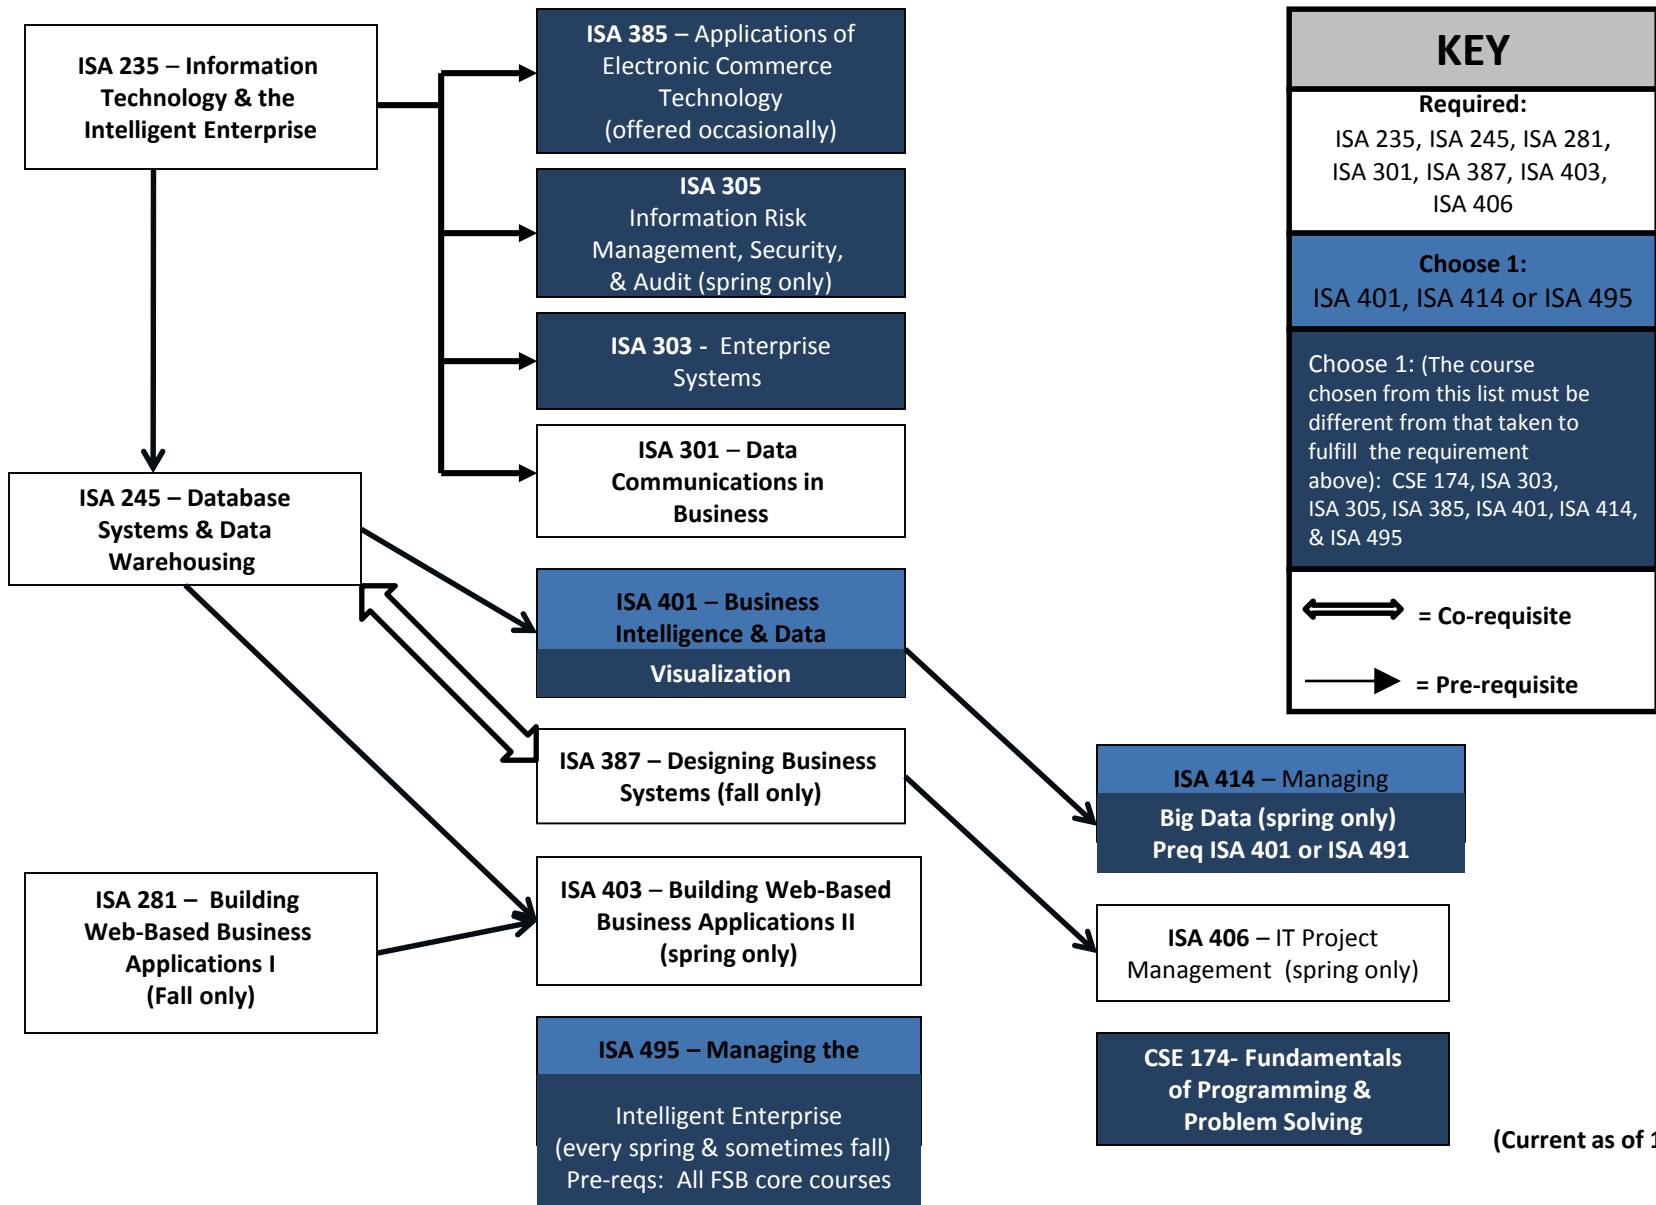 ISA 235 – Information
Technology & the
Intelligent Enterprise
ISA 385 – Applications of
Electronic Commerce
Technology
(offered occasionally)
ISA 305
Information Risk
Management, Security,
& Audit (spring only)
ISA 303 - Enterprise
Systems
ISA 301 – Data
Communications in
Business
ISA 245 – Database
Systems & Data
Warehousing
ISA 401 – Business
Intelligence & Data
Visualization
ISA 387 – Designing Business
Systems (fall only)
ISA 281 – Building
Web-Based Business
Applications I
(Fall only)
ISA 403 – Building Web-Based
Business Applications II
(spring only)
ISA 495 – Managing the
Intelligent Enterprise
(every spring & sometimes fall)
Pre-reqs: All FSB core courses
KEY
Required:
ISA 235, ISA 245, ISA 281,
ISA 301, ISA 387, ISA 403,
ISA 406
Choose 1:
ISA 401, ISA 414 or ISA 495
Choose 1: (The course
chosen from this list must be
different from that taken to
fulfill the requirement
above): CSE 174, ISA 303,
ISA 305, ISA 385, ISA 401, ISA 414,
& ISA 495
= Co-requisite
= Pre-requisite
ISA 414 – Managing
Big Data (spring only)
Preq ISA 401 or ISA 491
ISA 406 – IT Project
Management (spring only)
CSE 174- Fundamentals
of Programming &
Problem Solving
(Current as of